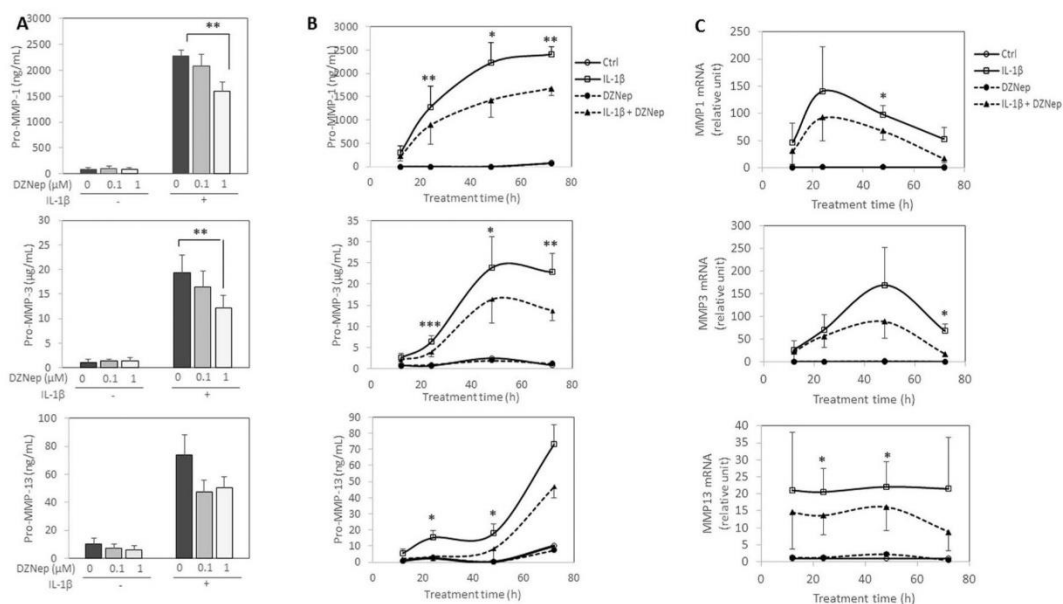 A
Pro-MMP-1 (ng/mL)
3000
2500
2000
1500
1000
500
0
**
DZNep (µM) 0 0.1 1 0 0.1 1
IL-1β - +
Pro-MMP-3 (µg/mL)
30
25
20
15
10
5
0
**
DZNep (µM) 0 0.1 1 0 0.1 1
IL-1β - +
Pro-MMP-13 (ng/mL)
100
80
60
40
20
0
DZNep (µM) 0 0.1 1 0 0.1 1
IL-1β - +
B
Pro-MMP-1 (ng/mL)
3000
2500
2000
1500
1000
500
0
** * **
0 20 40 60 80
Treatment time (h)
Ctrl
IL-1β
DZNep
IL-1β + DZNep
Pro-MMP-3 (µg/mL)
35
30
25
20
15
10
5
0
*** * **
0 20 40 60 80
Treatment time (h)
Pro-MMP-13 (ng/mL)
90
80
70
60
50
40
30
20
10
0
* *
0 20 40 60 80
Treatment time (h)
C
MMP1 mRNA
(relative unit)
250
200
150
100
50
0
*
0 20 40 60 80
Treatment time (h)
MMP3 mRNA
(relative unit)
300
250
200
150
100
50
0
*
0 20 40 60 80
Treatment time (h)
MMP13 mRNA
(relative unit)
40
35
30
25
20
15
10
5
0
* *
0 20 40 60 80
Treatment time (h)